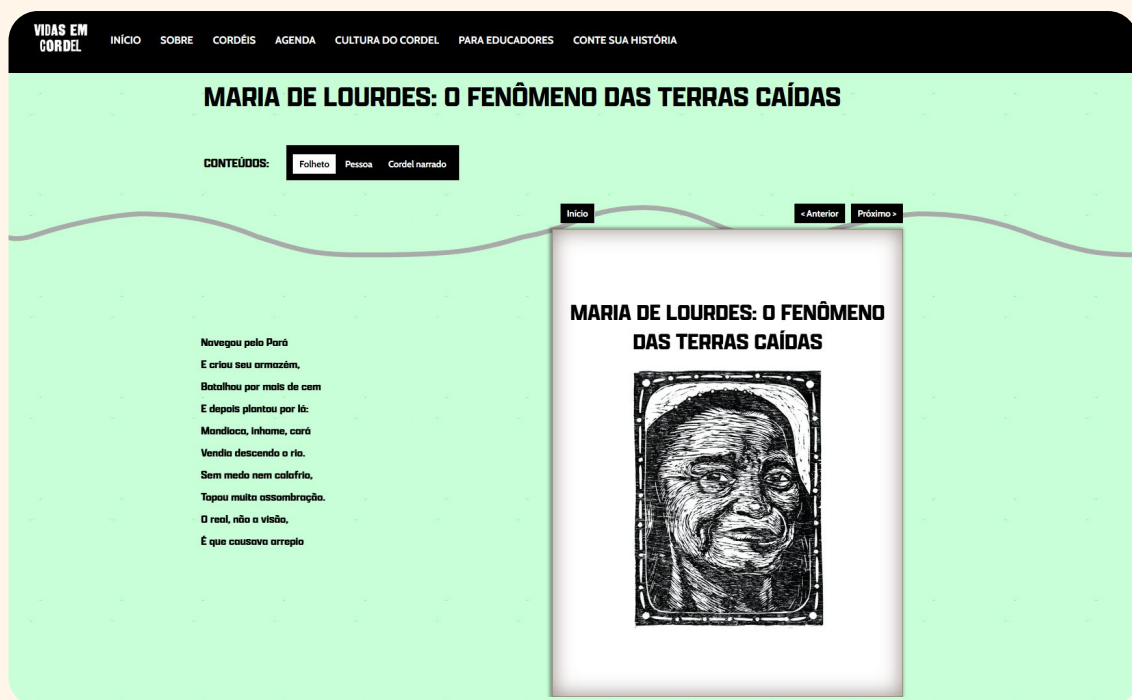 VIDAS EM
CORDEL
INÍCIO SOBRE CORDÉIS AGENDA CULTURA DO CORDEL PARA EDUCADORES CONTE SUA HISTÓRIA
MARIA DE LOURDES: O FENÔMENO DAS TERRAS CAÍDAS
CONTEÚDOS: Folheto Pessoa Cordel narrado
Início < Anterior Próximo >
Navegou pelo Pará
E criou seu armazém,
Batalhou por mais de cem
E depois plantou por lá:
Mandioca, inhame, cará
Vendia descendo o rio.
Sem medo nem calafrio,
Topou muita assombração.
O real, não a visão,
É que causava arrepio
MARIA DE LOURDES: O FENÔMENO
DAS TERRAS CAÍDAS